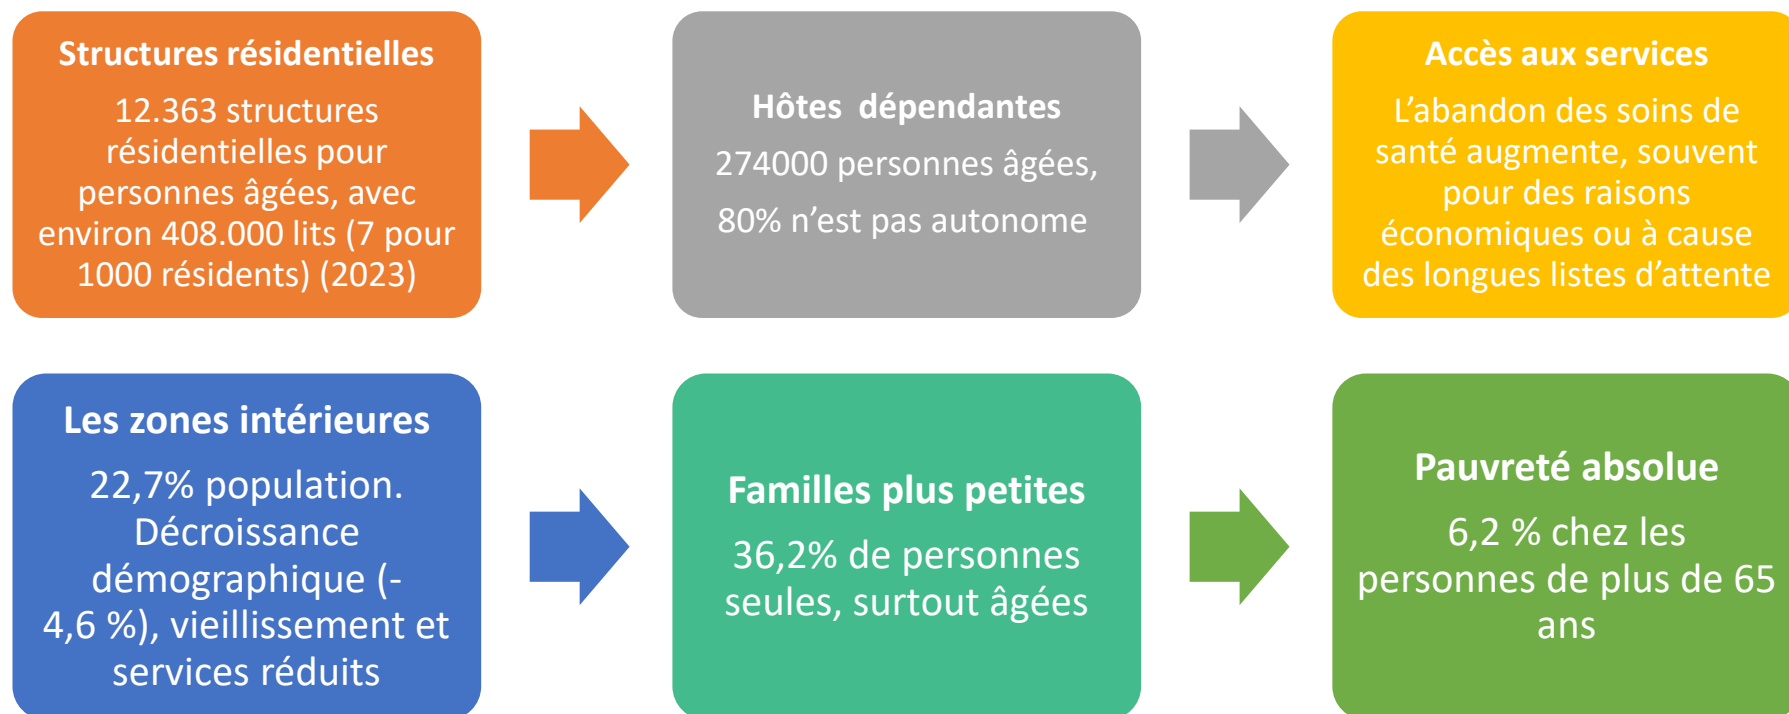 Structures résidentielles
12.363 structures
résidentielles pour
personnes âgées, avec
environ 408.000 lits (7 pour
1000 résidents) (2023)
Hôtes  dépendantes
274000 personnes âgées,
80% n’est pas autonome
Accès aux services
L’abandon des soins de
santé augmente, souvent
pour des raisons
économiques ou à cause
des longues listes d’attente
Les zones intérieures
22,7% population.
Décroissance
démographique (-
4,6 %), vieillissement et
services réduits
Familles plus petites
36,2% de personnes
seules, surtout âgées
Pauvreté absolue
6,2 % chez les
personnes de plus de 65
ans